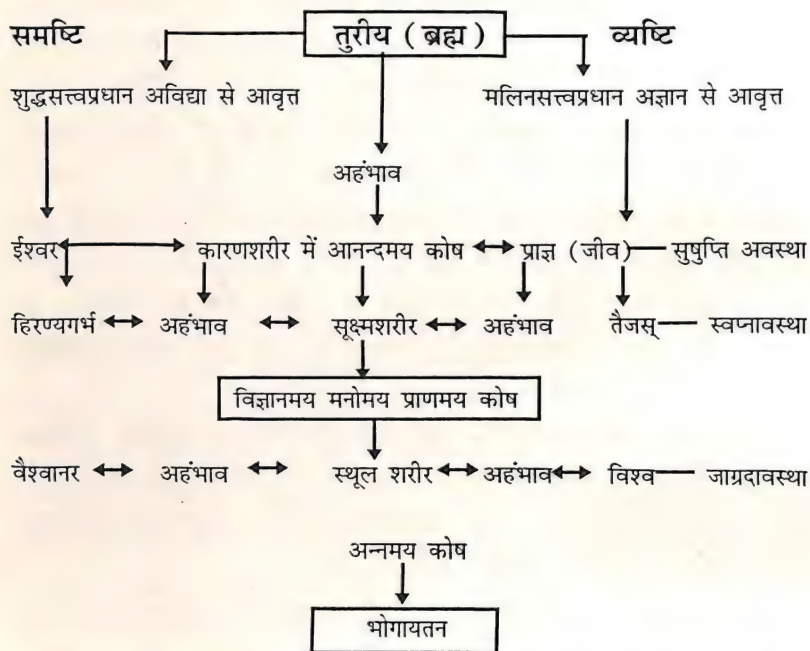 समष्टि तुरीय ( ब्रह्म ) व्यष्टि
शुद्धसत्त्वप्रधान अविद्या से आवृत्त मलिनसत्त्वप्रधान अज्ञान से आवृत्त
अहंभाव
ईश्वर कारणशरीर में आनन्दमय कोष प्राज्ञ (जीव) सुषुप्ति अवस्था
हिरण्यगर्भ अहंभाव सूक्ष्मशरीर अहंभाव तैजस् स्वप्नावस्था
विज्ञानमय मनोमय प्राणमय कोष
वैश्वानर अहंभाव स्थूल शरीर अहंभाव विश्व जाग्रदावस्था
अन्नमय कोष
भोगायतन